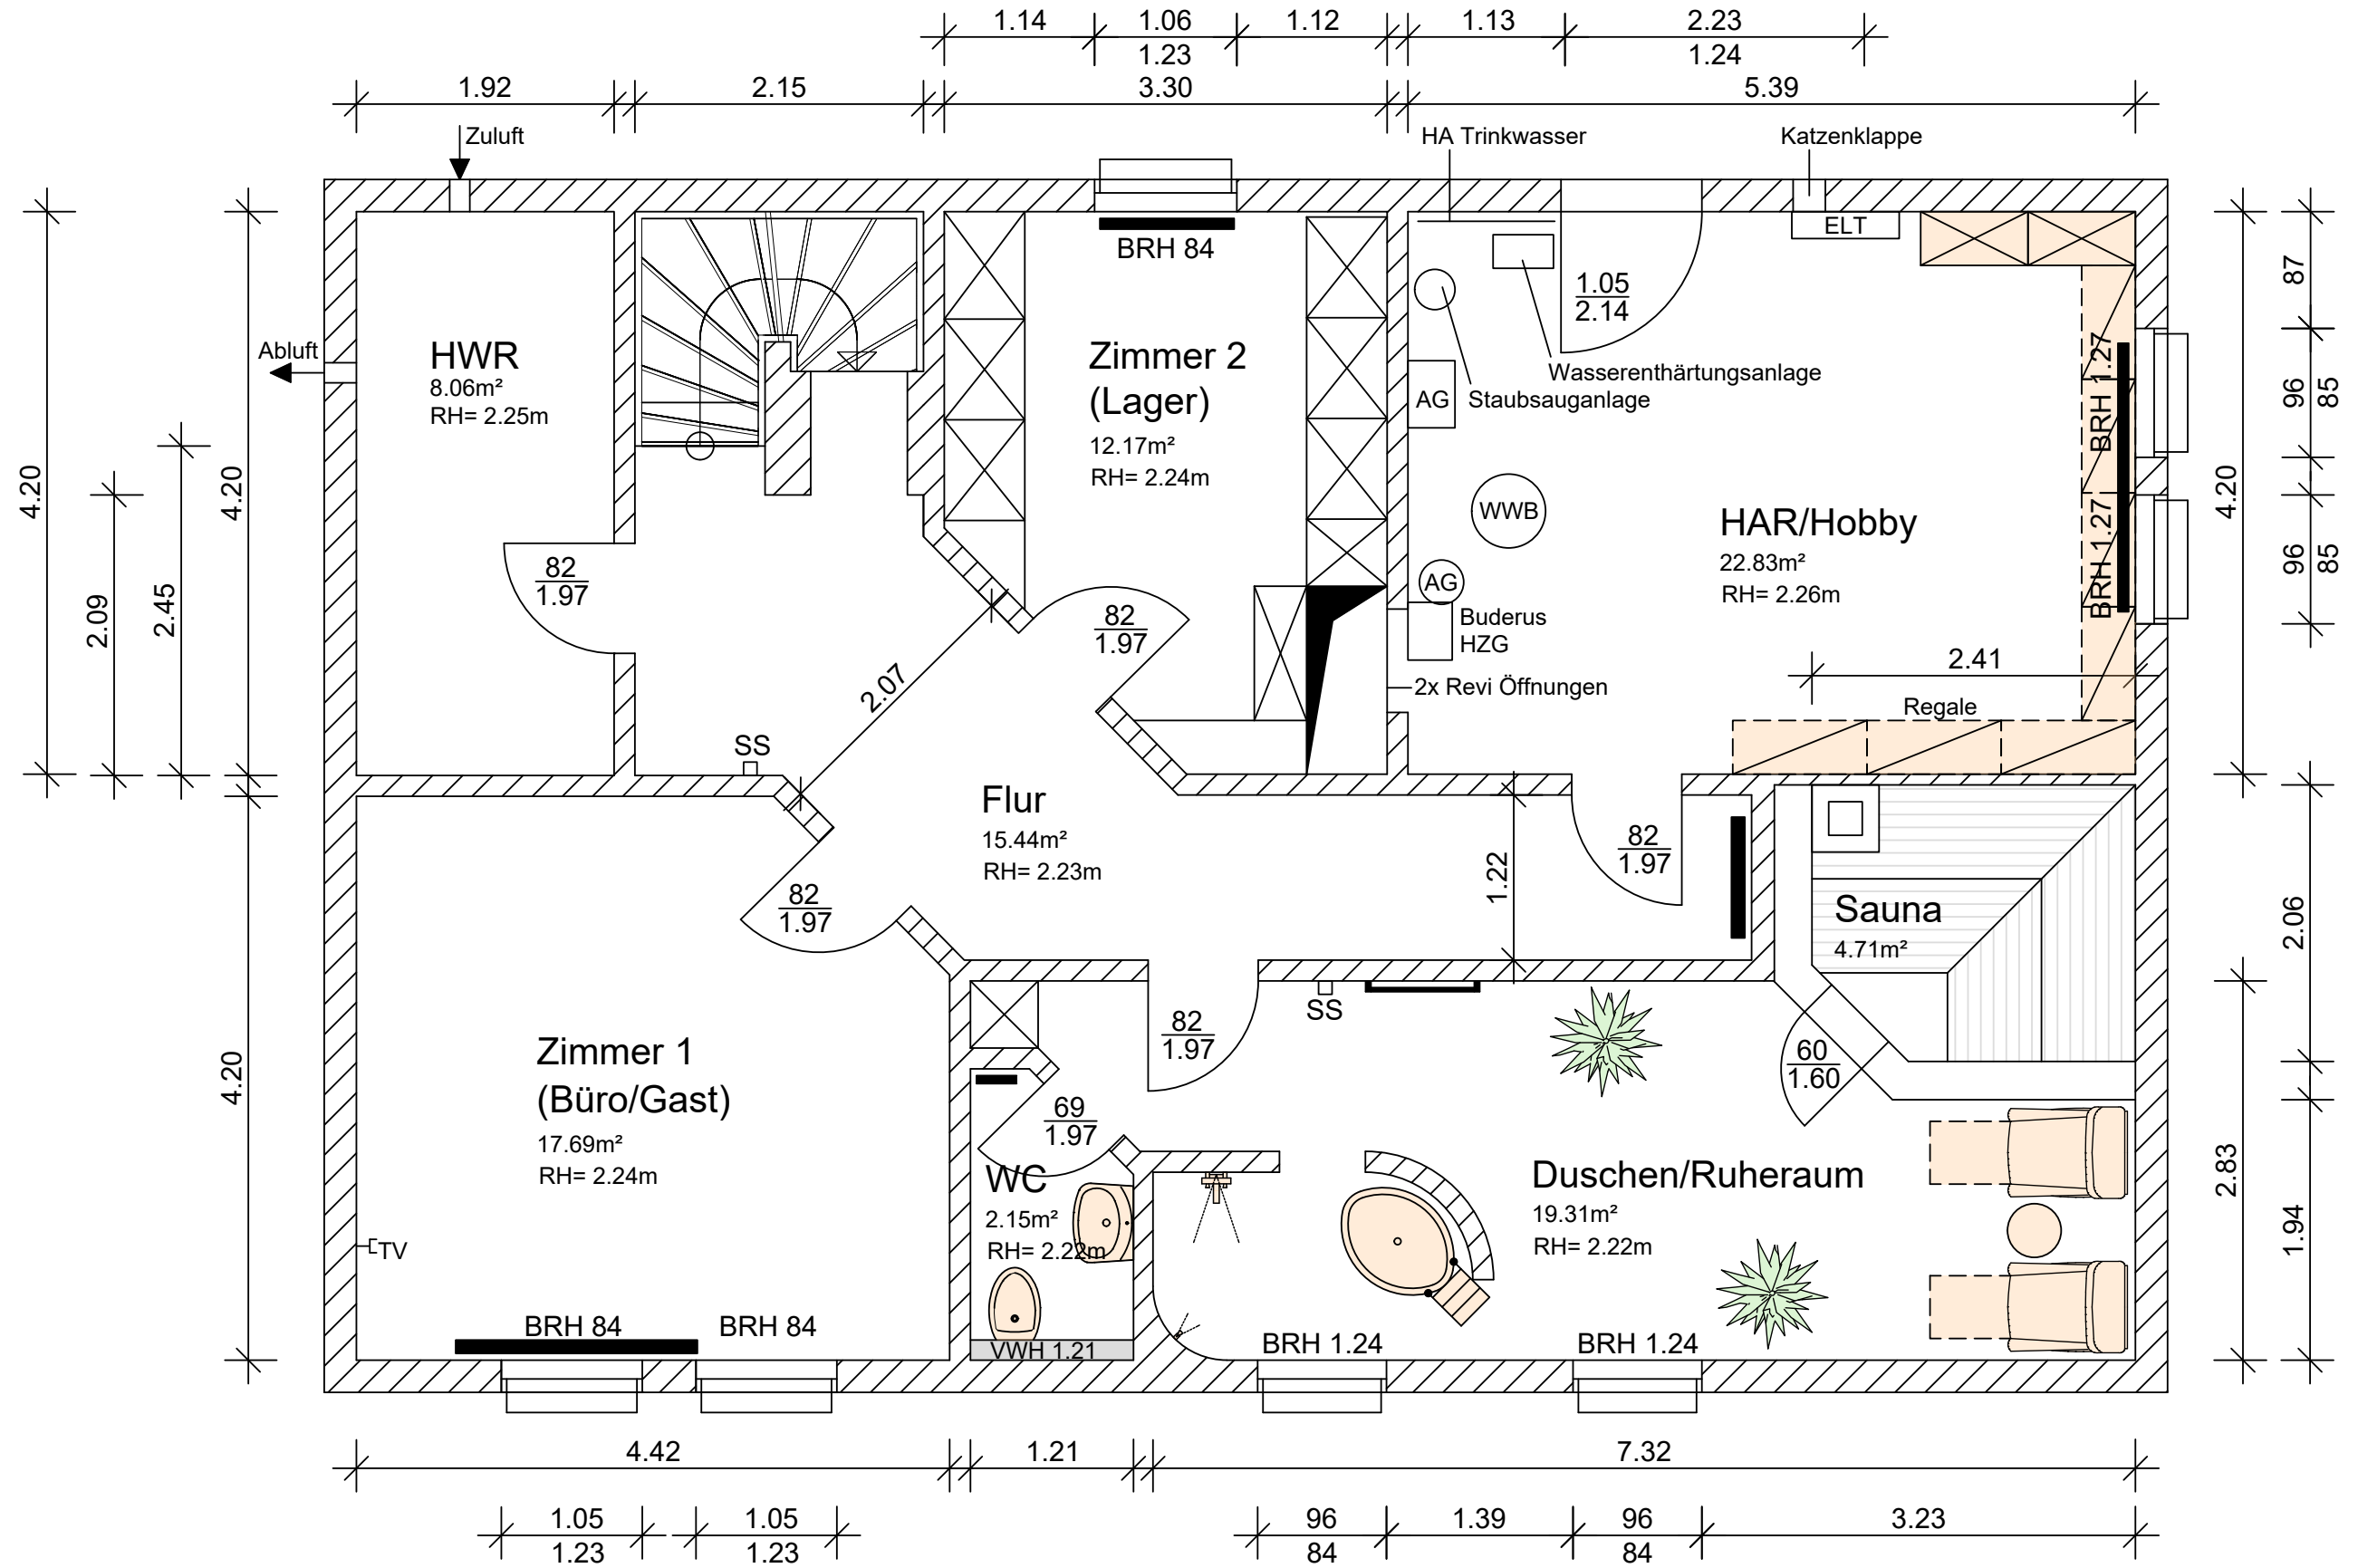 1.14 1.06 1.12 1.13 2.23
1.23 1.24
1.92 2.15 3.30 5.39
Zuluft HA Trinkwasser Katzenklappe
Abluft
HWR
8.06m²
RH= 2.25m
82
1.97
BRH 84
Zimmer 2
(Lager)
12.17m²
RH= 2.24m
82
1.97
ELT
1.05
2.14
Wasserenthärtungsanlage
Staubsauganlage
AG
WWB
AG
Buderus
HZG
2x Revi Öffnungen
HAR/Hobby
22.83m²
RH= 2.26m
BRH 1.27
BRH 1.27
2.41
Regale
4.20
2.09
2.45
4.20
4.20
87
96
85
96
85
4.20
2.06
2.83
1.94
SS
2.07
Flur
15.44m²
RH= 2.23m
82
1.97
1.22
82
1.97
Sauna
4.71m²
60
1.60
82
1.97
SS
Zimmer 1
(Büro/Gast)
17.69m²
RH= 2.24m
TV
BRH 84 BRH 84
69
1.97
WC
2.15m²
RH= 2.22m
VWH 1.21
Duschen/Ruheraum
19.31m²
RH= 2.22m
BRH 1.24 BRH 1.24
4.42 1.21 7.32
1.05 1.05 96 1.39 96 3.23
1.23 1.23 84 84